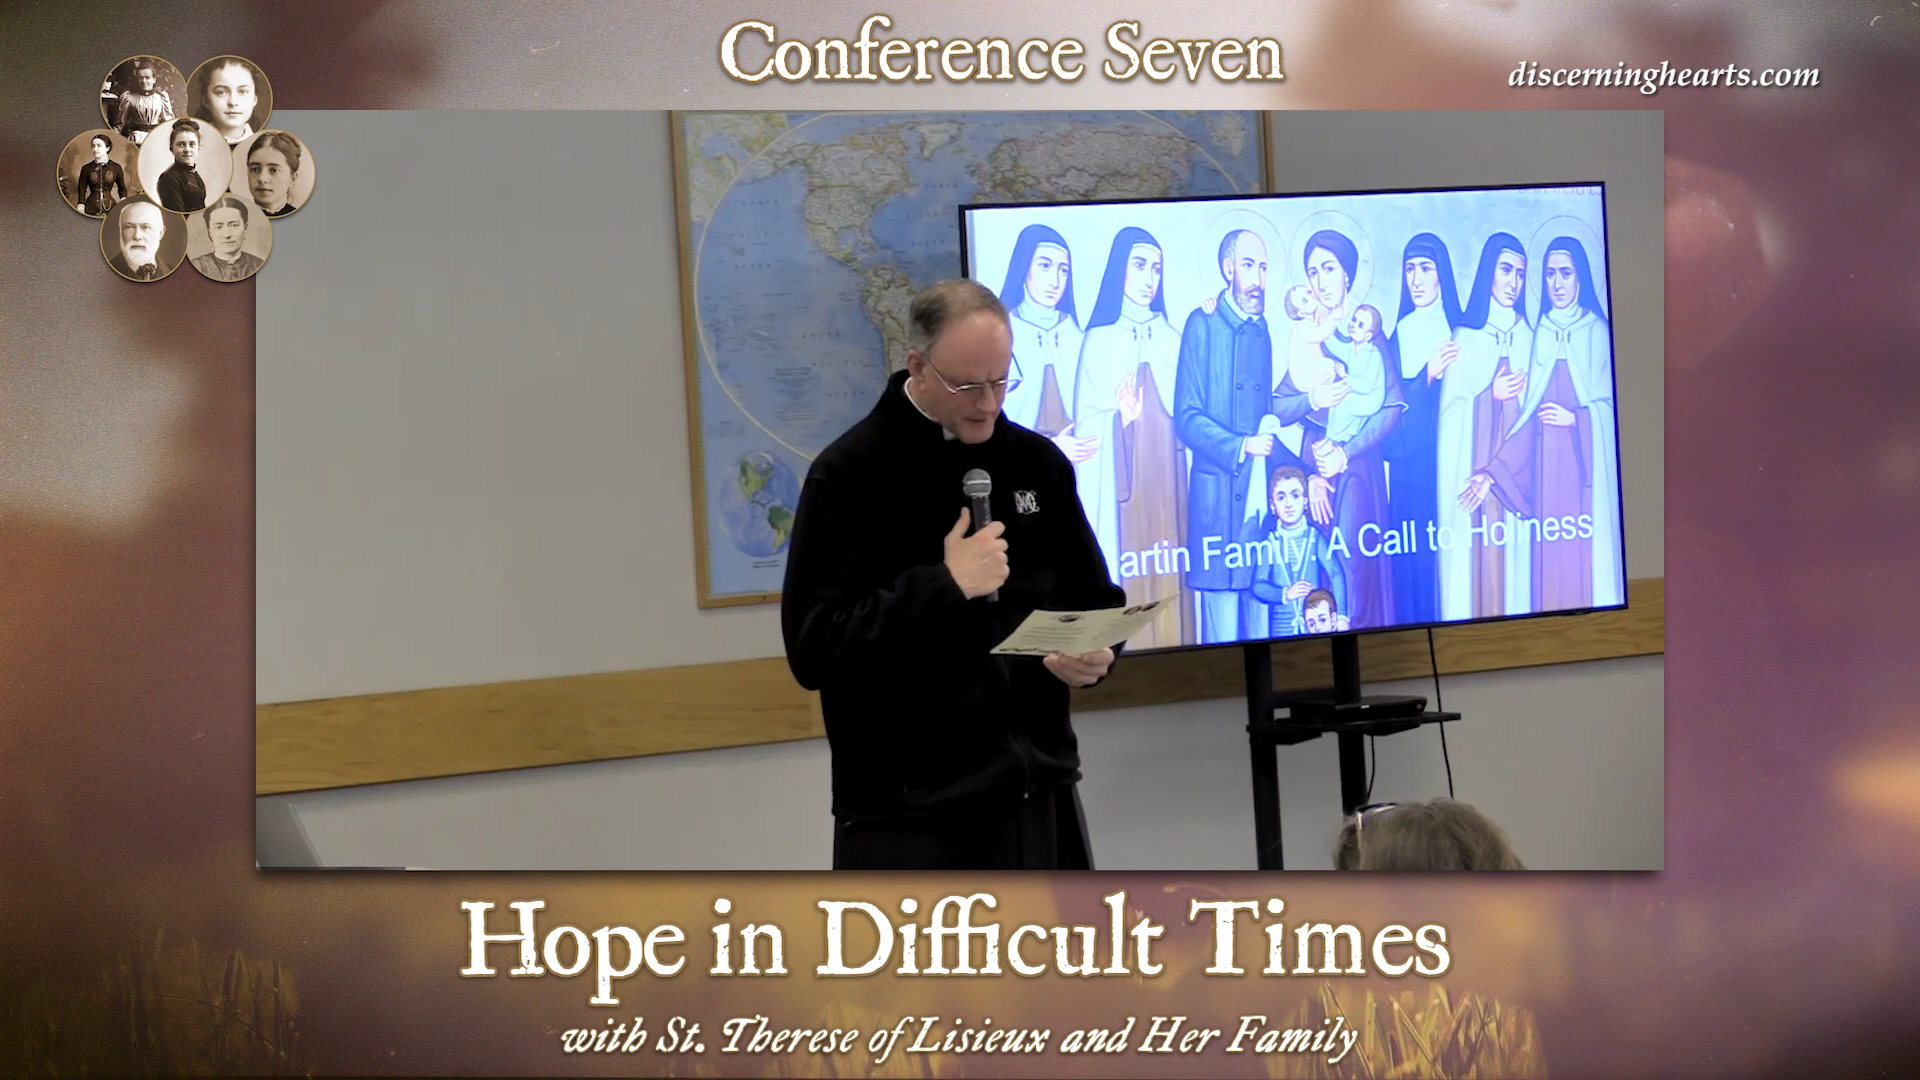 Conference Seven
discerninghearts.com
artin Family: A Call to Holiness
Hope in Difficult Times
with St. Therese of Lisieux and Her Family